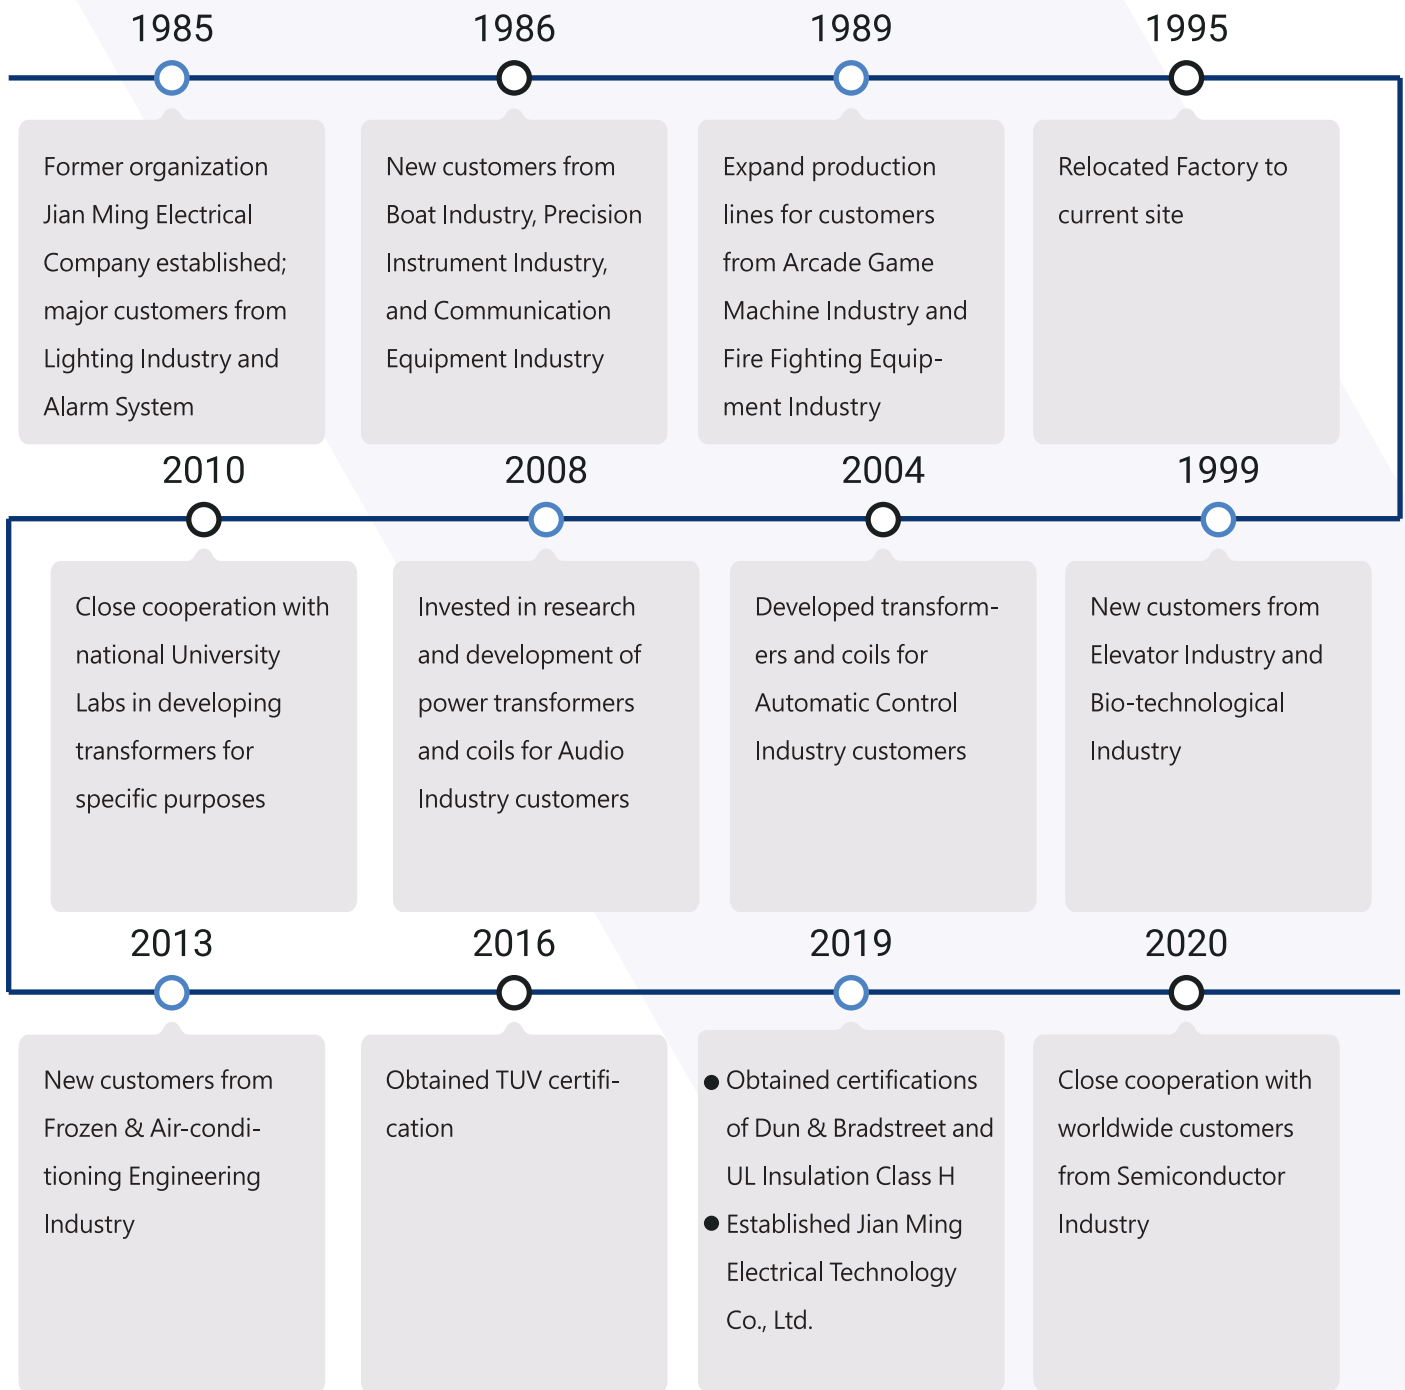 1985
Former organization
Jian Ming Electrical
Company established;
major customers from
Lighting Industry and
Alarm System
1986
New customers from
Boat Industry, Precision
Instrument Industry,
and Communication
Equipment Industry
1989
Expand production
lines for customers
from Arcade Game
Machine Industry and
Fire Fighting Equip-
ment Industry
1995
Relocated Factory to
current site
1999
New customers from
Elevator Industry and
Bio-technological
Industry
2004
Developed transform-
ers and coils for
Automatic Control
Industry customers
2008
Invested in research
and development of
power transformers
and coils for Audio
Industry customers
2010
Close cooperation with
national University
Labs in developing
transformers for
specific purposes
2013
New customers from
Frozen & Air-condi-
tioning Engineering
Industry
2016
Obtained TUV certifi-
cation
2019
● Obtained certifications
of Dun & Bradstreet and
UL Insulation Class H
● Established Jian Ming
Electrical Technology
Co., Ltd.
2020
Close cooperation with
worldwide customers
from Semiconductor
Industry